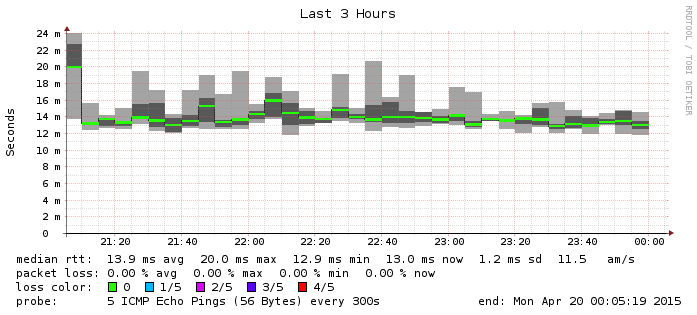 Last 3 Hours
RRDTOOL / TOBI OETIKER
Seconds
24 m
22 m
20 m
18 m
16 m
14 m
12 m
10 m
8 m
6 m
4 m
2 m
0
21:20 21:40 22:00 22:20 22:40 23:00 23:20 23:40 00:00
median rtt: 13.9 ms avg 20.0 ms max 12.9 ms min 13.0 ms now 1.2 ms sd 11.5 am/s
packet loss: 0.00 % avg 0.00 % max 0.00 % min 0.00 % now
loss color: 0 1/5 2/5 3/5 4/5
probe: 5 ICMP Echo Pings (56 Bytes) every 300s end: Mon Apr 20 00:05:19 2015